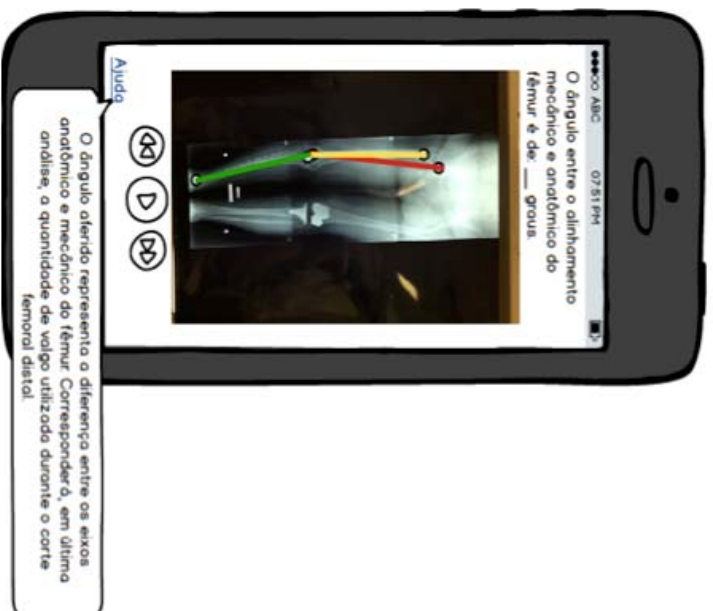 ●●●○○ ABC 07:51 PM
O ângulo entre o alinhamento
mecânico e anatômico do
fêmur é de: ___ graus.
Ajuda
O ângulo aferido representa a diferença entre os eixos
anatômico e mecânico do fêmur. Corresponderá, em última
análise, a quantidade de valgo utilizada durante o corte
femoral distal.